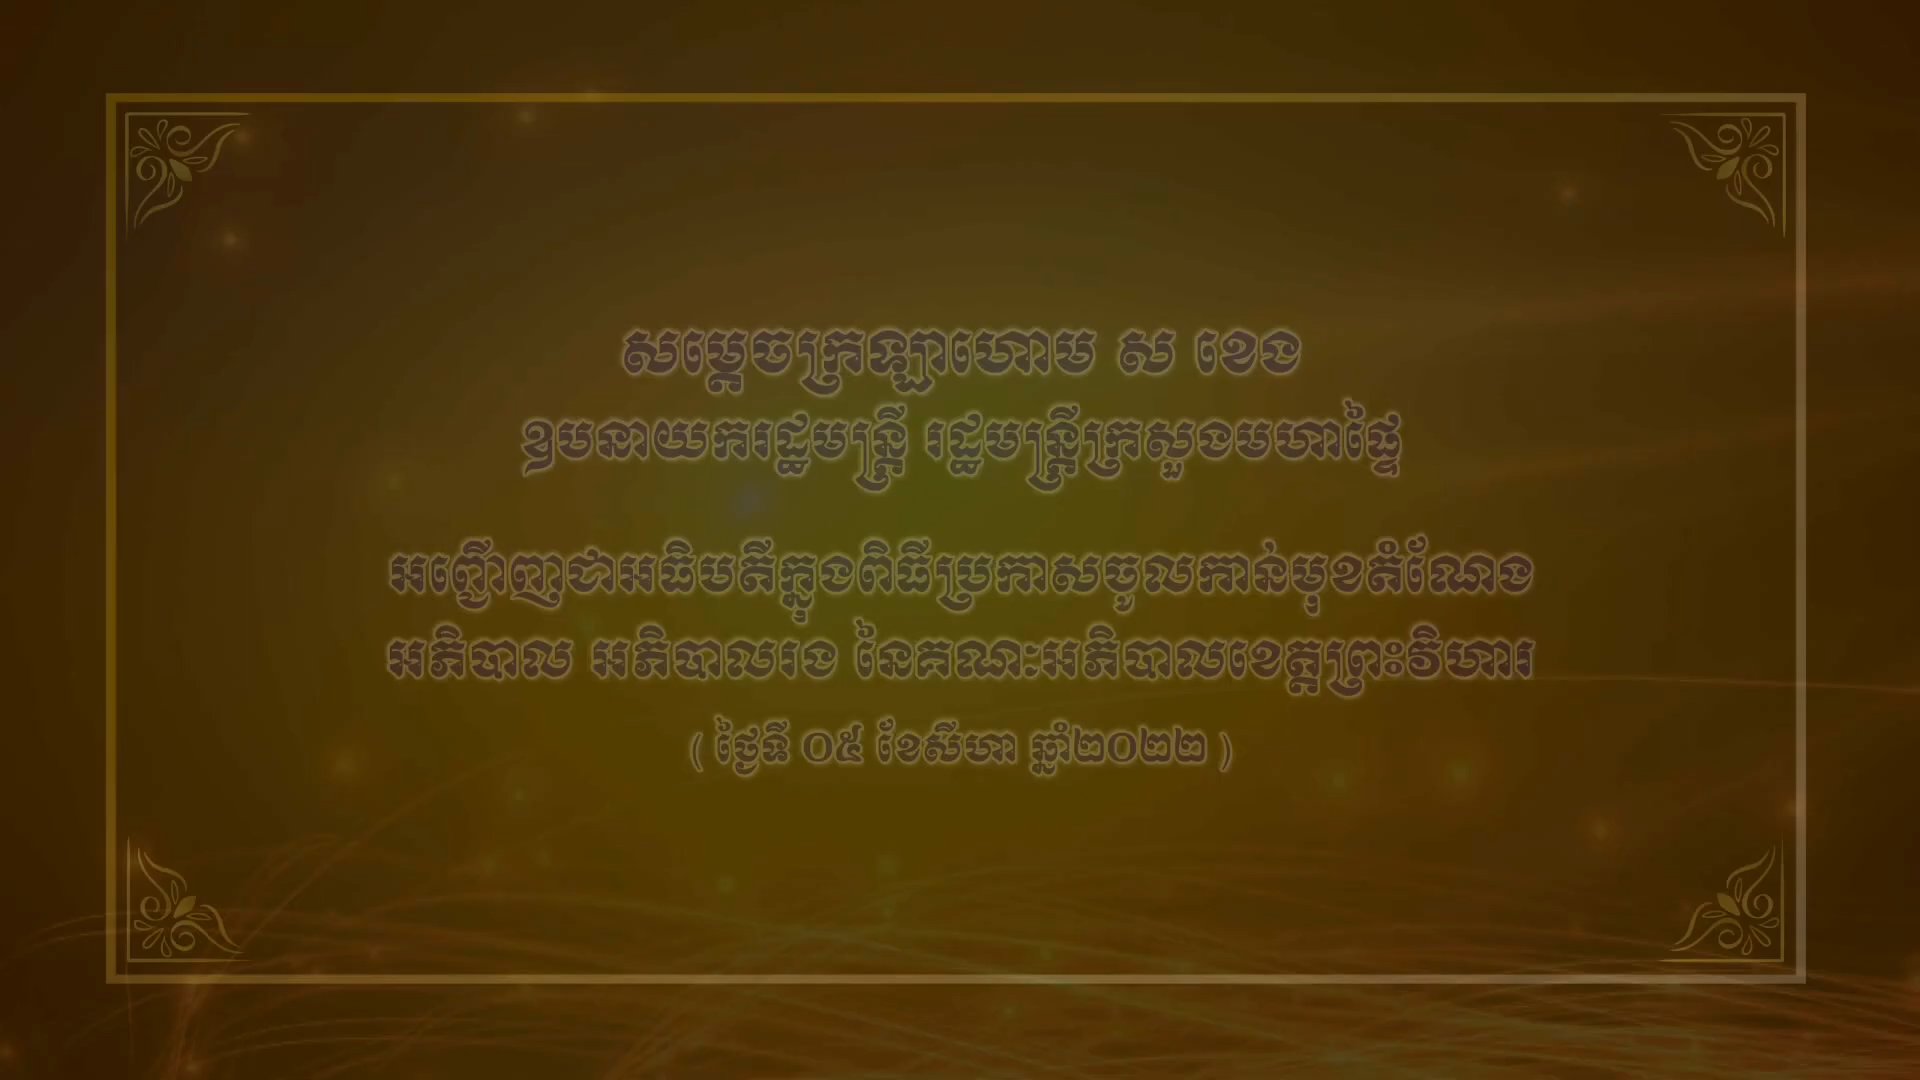 សម្តេចក្រឡាហោម ស ខេង
ឧបនាយករដ្ឋមន្ត្រី រដ្ឋមន្ត្រីក្រសួងមហាផ្ទៃ
អញ្ជើញជាអធិបតីក្នុងពិធីប្រកាសចូលកាន់មុខតំណែង
អភិបាល អភិបាលរង នៃគណៈអភិបាលខេត្តព្រះវិហារ
( ថ្ងៃទី ០៥ ខែសីហា ឆ្នាំ២០២២ )